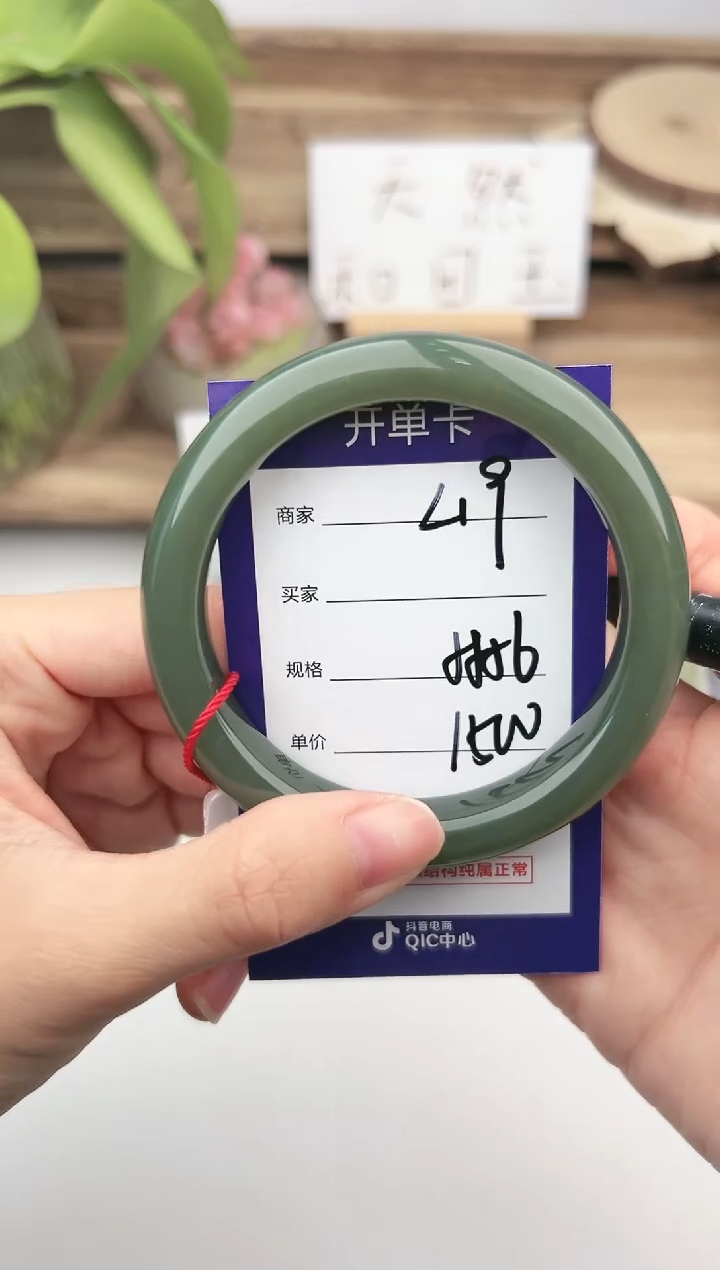 天然
和田玉
开单卡
商家 49
买家
规格
单价 1500
结构纯属正常
抖音电商
QIC中心